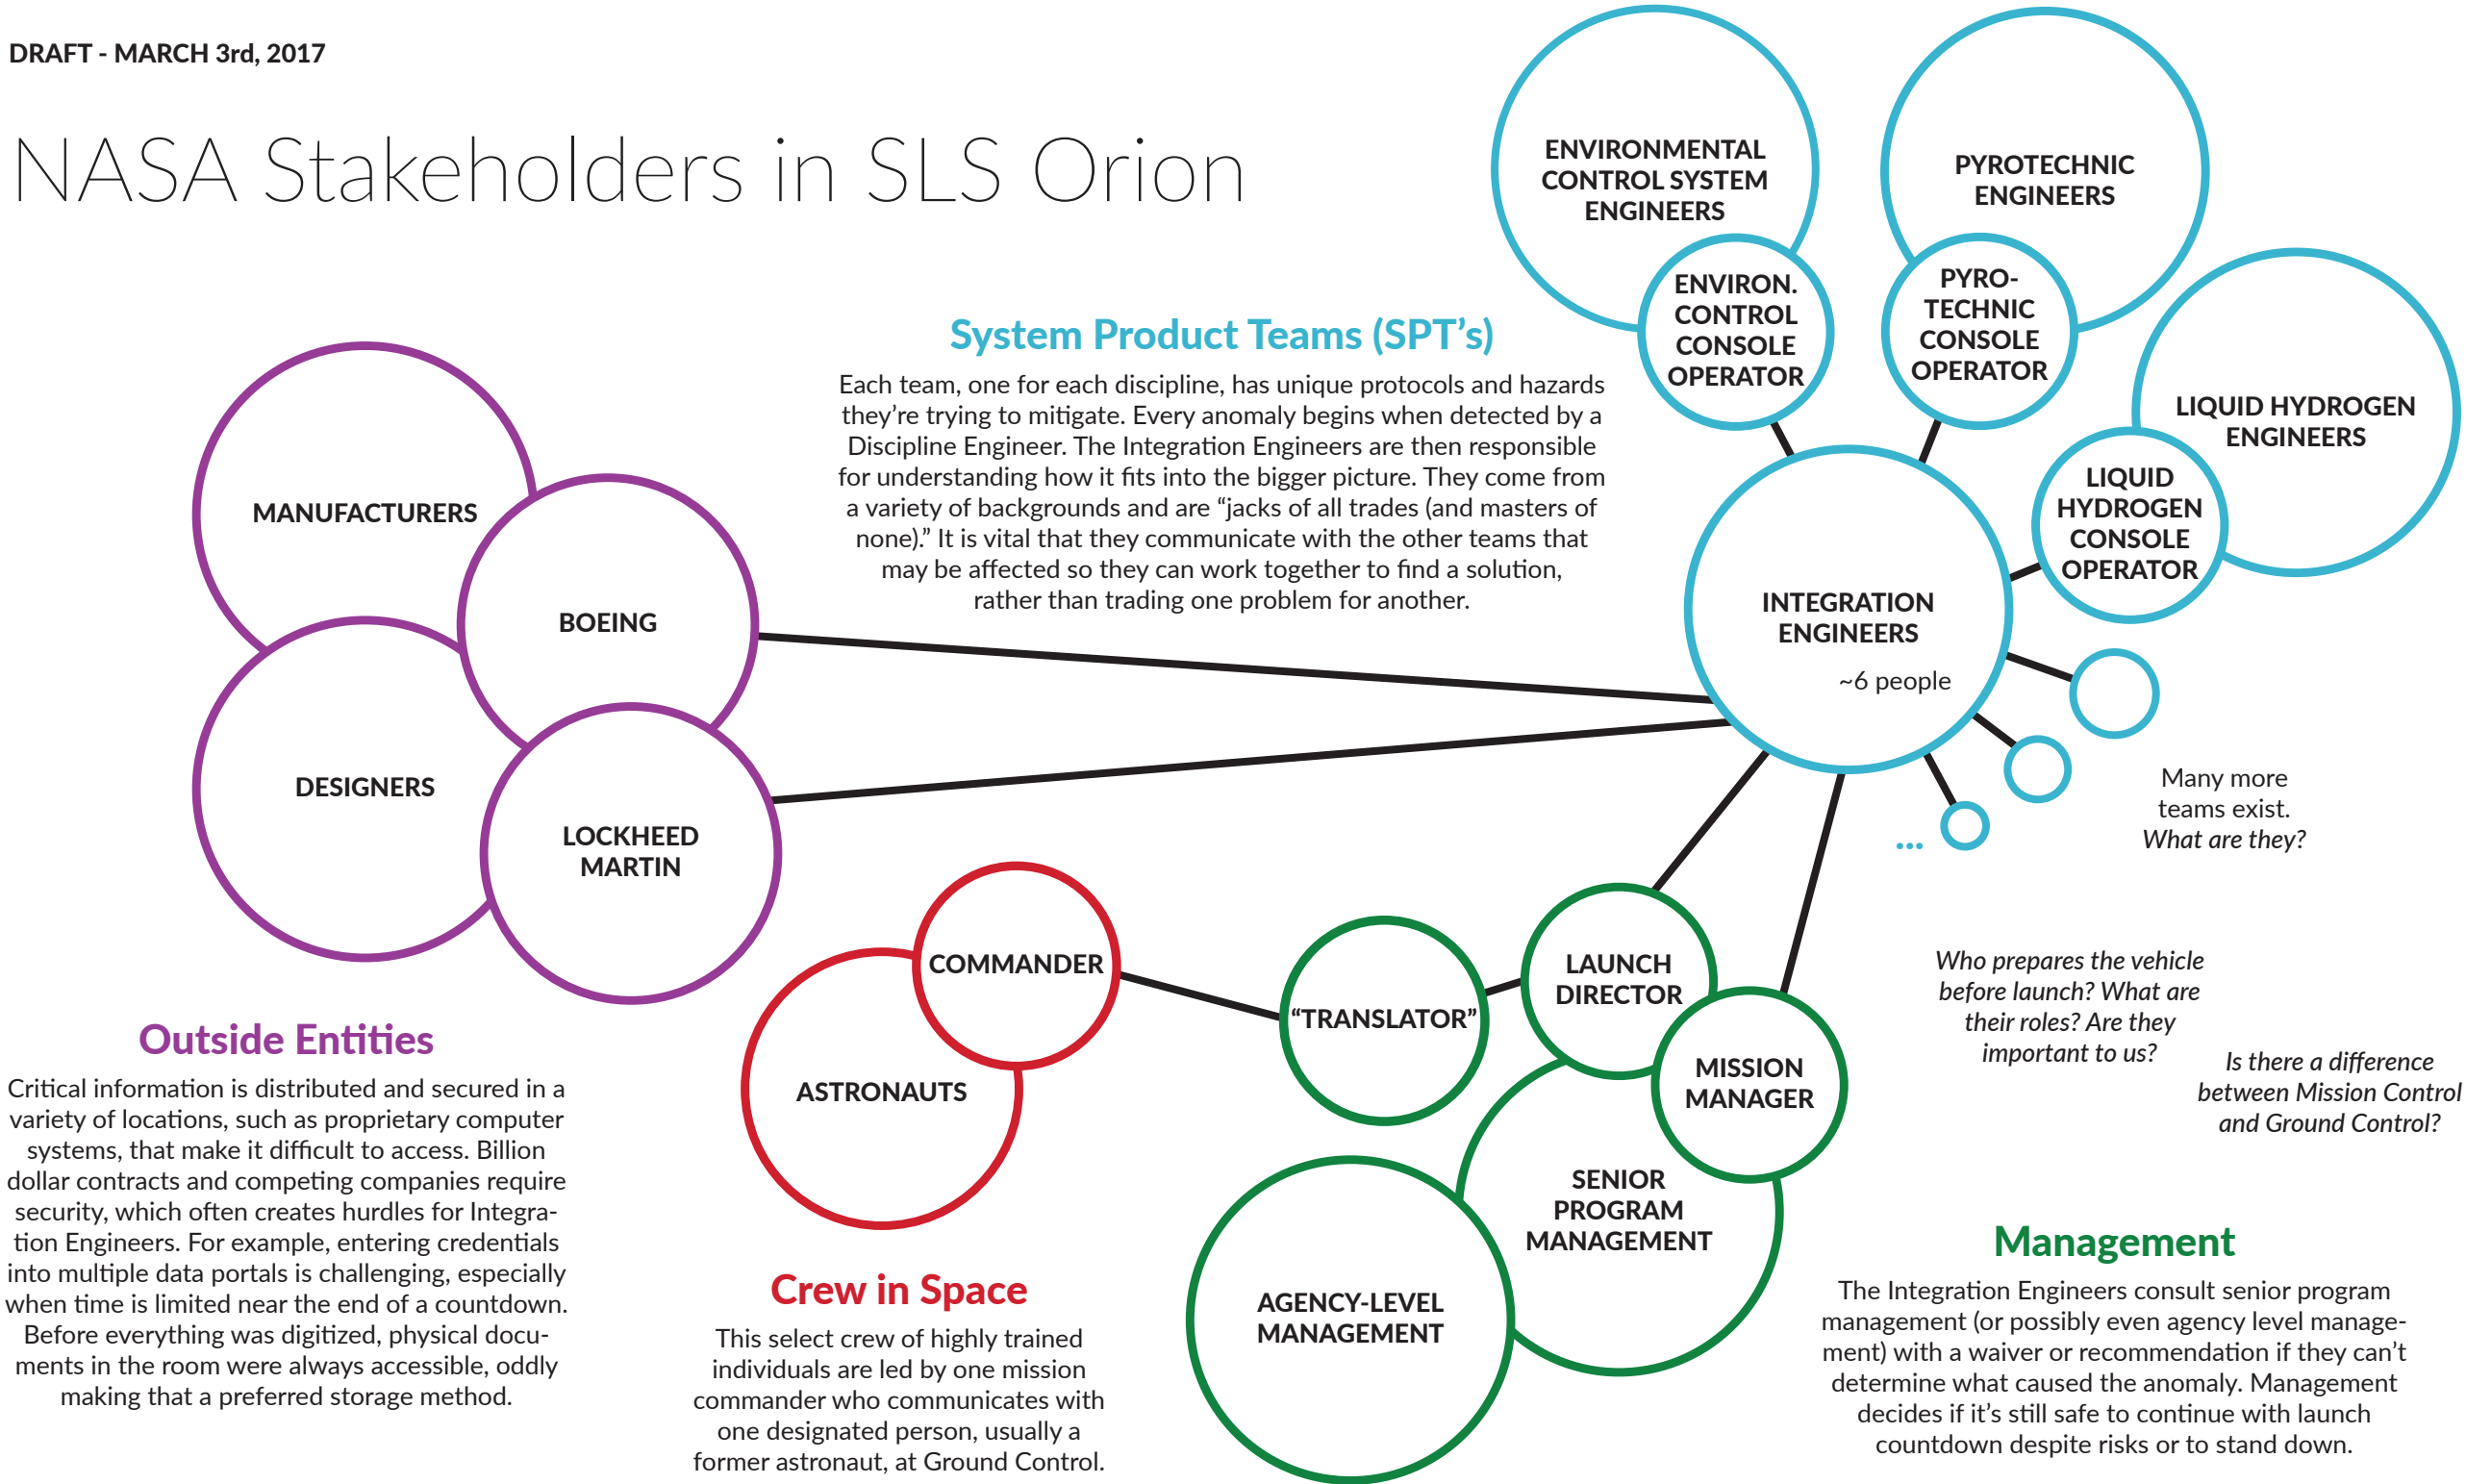 DRAFT - MARCH 3rd, 2017
NASA Stakeholders in SLS Orion
ENVIRONMENTAL
CONTROL SYSTEM
ENGINEERS
ENVIRON.
CONTROL
CONSOLE
OPERATOR
PYROTECHNIC
ENGINEERS
PYRO-
TECHNIC
CONSOLE
OPERATOR
LIQUID HYDROGEN
ENGINEERS
LIQUID
HYDROGEN
CONSOLE
OPERATOR
INTEGRATION
ENGINEERS
~6 people
...
Many more
teams exist.
What are they?
System Product Teams (SPT’s)
Each team, one for each discipline, has unique protocols and hazards
they’re trying to mitigate. Every anomaly begins when detected by a
Discipline Engineer. The Integration Engineers are then responsible
for understanding how it fits into the bigger picture. They come from
a variety of backgrounds and are “jacks of all trades (and masters of
none).” It is vital that they communicate with the other teams that
may be affected so they can work together to find a solution,
rather than trading one problem for another.
MANUFACTURERS
BOEING
DESIGNERS
LOCKHEED
MARTIN
Outside Entities
Critical information is distributed and secured in a
variety of locations, such as proprietary computer
systems, that make it difficult to access. Billion
dollar contracts and competing companies require
security, which often creates hurdles for Integra-
tion Engineers. For example, entering credentials
into multiple data portals is challenging, especially
when time is limited near the end of a countdown.
Before everything was digitized, physical docu-
ments in the room were always accessible, oddly
making that a preferred storage method.
COMMANDER
ASTRONAUTS
Crew in Space
This select crew of highly trained
individuals are led by one mission
commander who communicates with
one designated person, usually a
former astronaut, at Ground Control.
“TRANSLATOR”
LAUNCH
DIRECTOR
MISSION
MANAGER
SENIOR
PROGRAM
MANAGEMENT
AGENCY-LEVEL
MANAGEMENT
Who prepares the vehicle
before launch? What are
their roles? Are they
important to us?
Is there a difference
between Mission Control
and Ground Control?
Management
The Integration Engineers consult senior program
management (or possibly even agency level manage-
ment) with a waiver or recommendation if they can’t
determine what caused the anomaly. Management
decides if it’s still safe to continue with launch
countdown despite risks or to stand down.